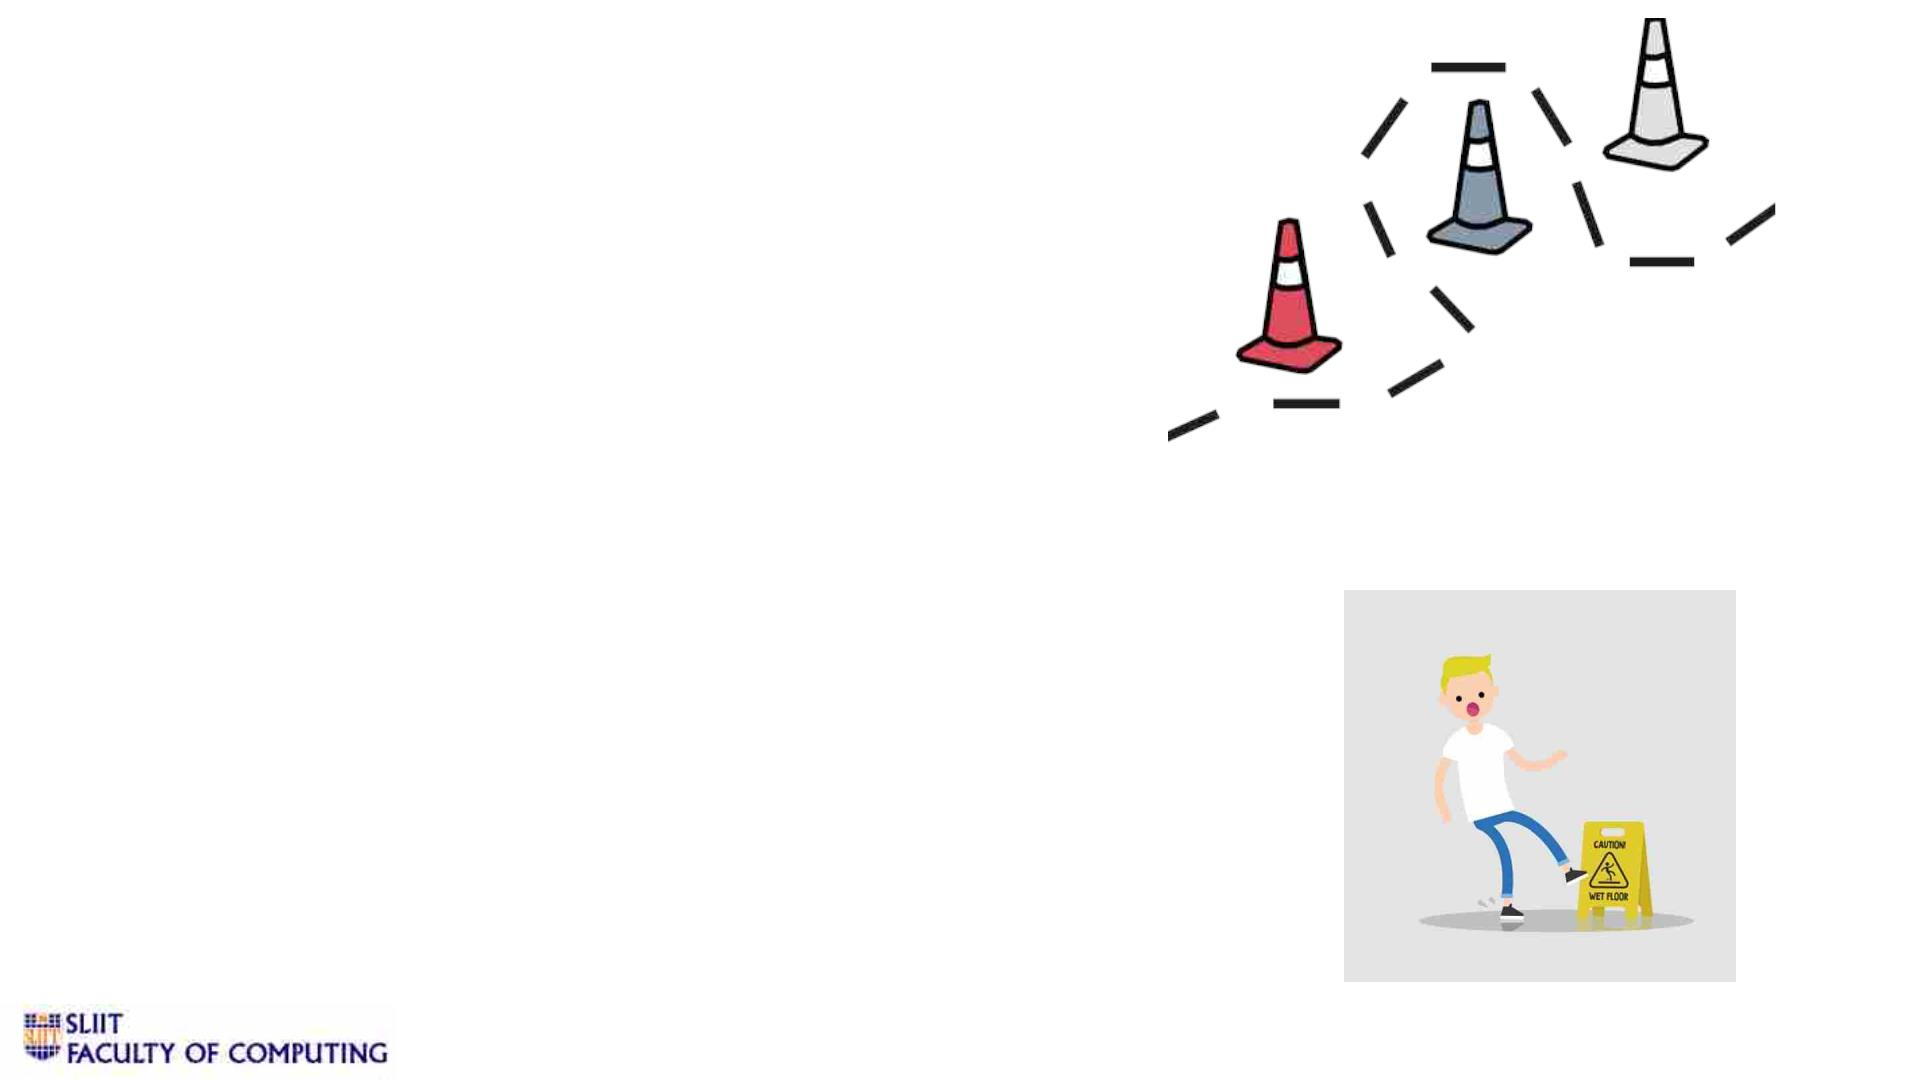 CAUTION!
WET FLOOR
SLIIT
FACULTY OF COMPUTING